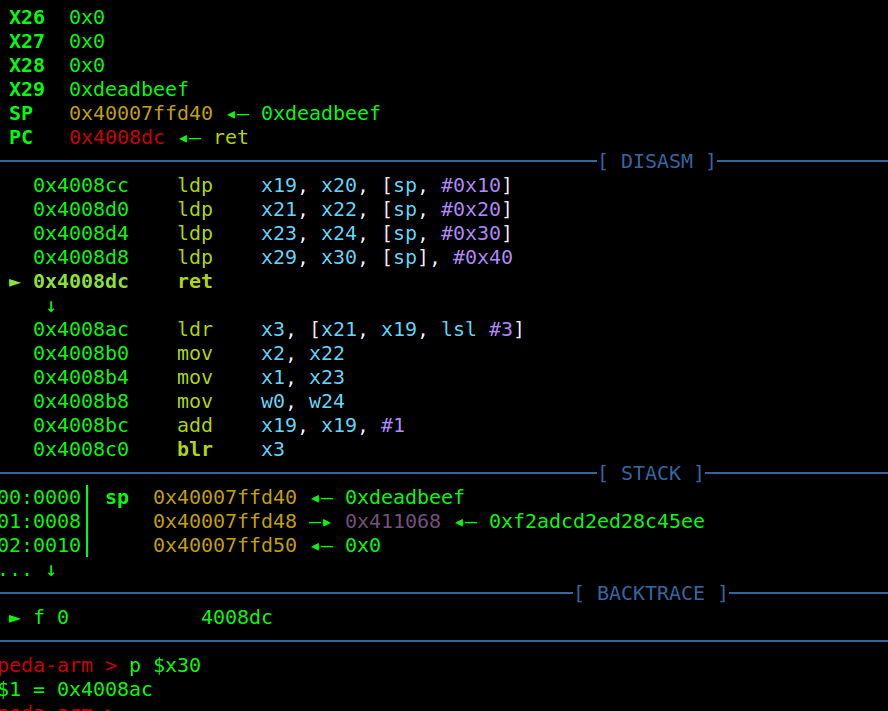 X26  0x0
X27  0x0
X28  0x0
X29  0xdeadbeef
SP   0x40007ffd40 ◂— 0xdeadbeef
PC   0x4008dc ◂— ret
[ DISASM ]
0x4008cc    ldp    x19, x20, [sp, #0x10]
0x4008d0    ldp    x21, x22, [sp, #0x20]
0x4008d4    ldp    x23, x24, [sp, #0x30]
0x4008d8    ldp    x29, x30, [sp], #0x40
► 0x4008dc    ret
↓
0x4008ac    ldr    x3, [x21, x19, lsl #3]
0x4008b0    mov    x2, x22
0x4008b4    mov    x1, x23
0x4008b8    mov    w0, w24
0x4008bc    add    x19, x19, #1
0x4008c0    blr    x3
[ STACK ]
00:0000│ sp  0x40007ffd40 ◂— 0xdeadbeef
01:0008│     0x40007ffd48 —▸ 0x411068 ◂— 0xf2adcd2ed28c45ee
02:0010│     0x40007ffd50 ◂— 0x0
... ↓
[ BACKTRACE ]
► f 0           4008dc
peda-arm > p $x30
$1 = 0x4008ac
peda-arm >